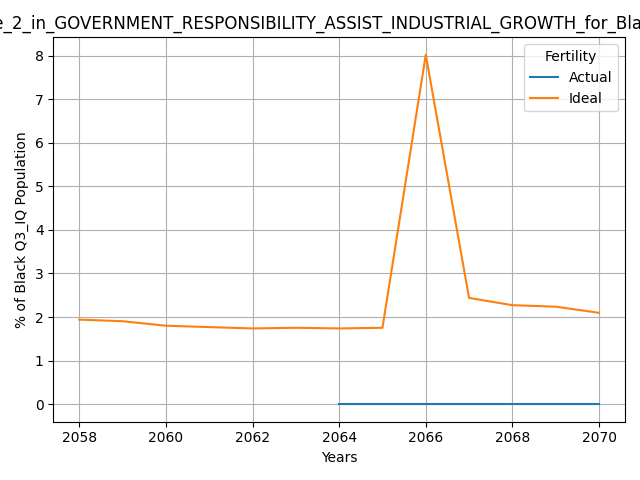 e_2_in_GOVERNMENT_RESPONSIBILITY_ASSIST_INDUSTRIAL_GROWTH_for_Bla
8
7
6
5
4
3
2
1
0
% of Black Q3_IQ Population
Fertility
Actual
Ideal
2058 2060 2062 2064 2066 2068 2070
Years